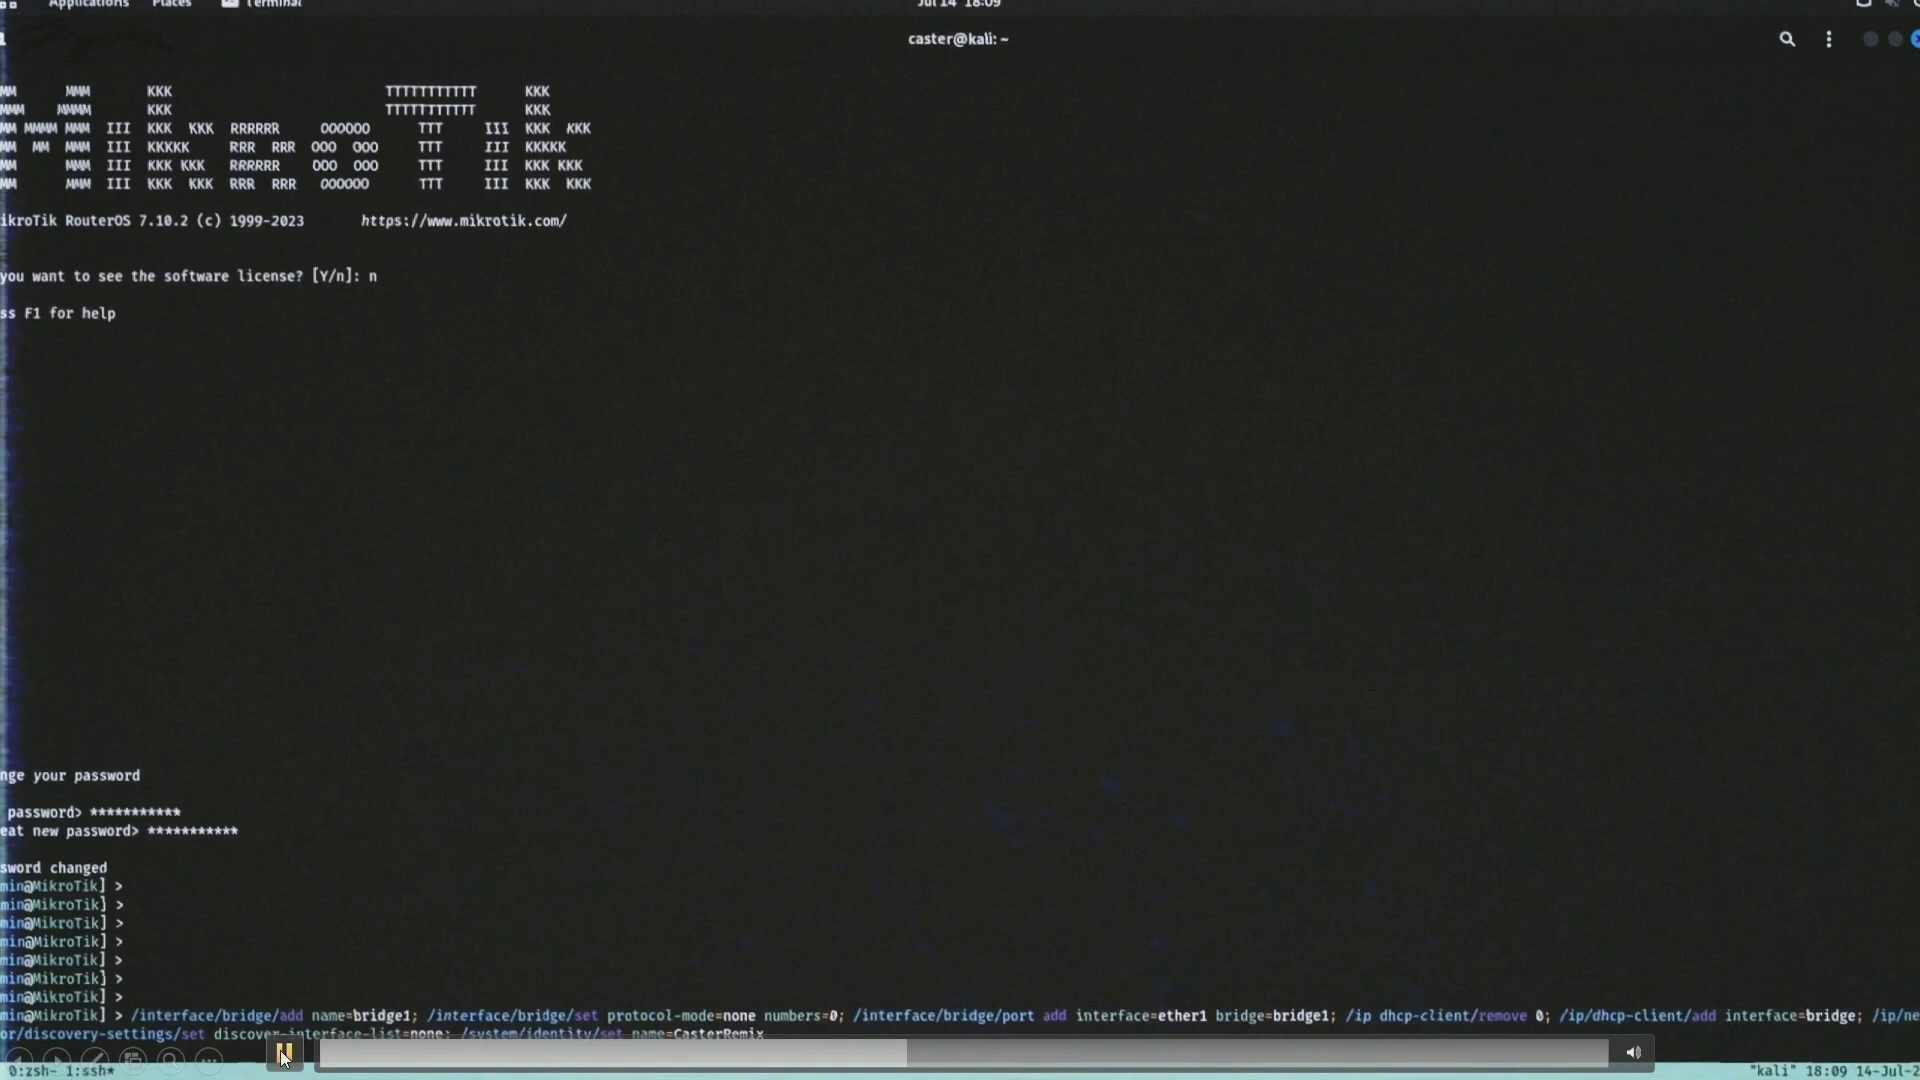 Applications Places Terminal Jul 14 18:09
caster@kali: ~
MM MMM KKK TTTTTTTTTTT KKK
MMM MMMM KKK TTTTTTTTTTT KKK
MM MMMM MMM III KKK KKK RRRRRR OOOOOO TTT III KKK KKK
MM MM MMM III KKKKK RRR RRR OOO OOO TTT III KKKKK
MM MMM III KKK KKK RRRRRR OOO OOO TTT III KKK KKK
MM MMM III KKK KKK RRR RRR OOOOOO TTT III KKK KKK
ikroTik RouterOS 7.10.2 (c) 1999-2023 https://www.mikrotik.com/
you want to see the software license? [Y/n]: n
ss F1 for help
nge your password
password> ***********
eat new password> ***********
sword changed
min@MikroTik] >
min@MikroTik] >
min@MikroTik] >
min@MikroTik] >
min@MikroTik] >
min@MikroTik] >
min@MikroTik] >
min@MikroTik] > /interface/bridge/add name=bridge1; /interface/bridge/set protocol-mode=none numbers=0; /interface/bridge/port add interface=ether1 bridge=bridge1; /ip dhcp-client/remove 0; /ip/dhcp-client/add interface=bridge; /ip/ne
or/discovery-settings/set discover-interface-list=none; /system/identity/set name=CasterRemix
0:zsh- 1:ssh* "kali" 18:09 14-Jul-2